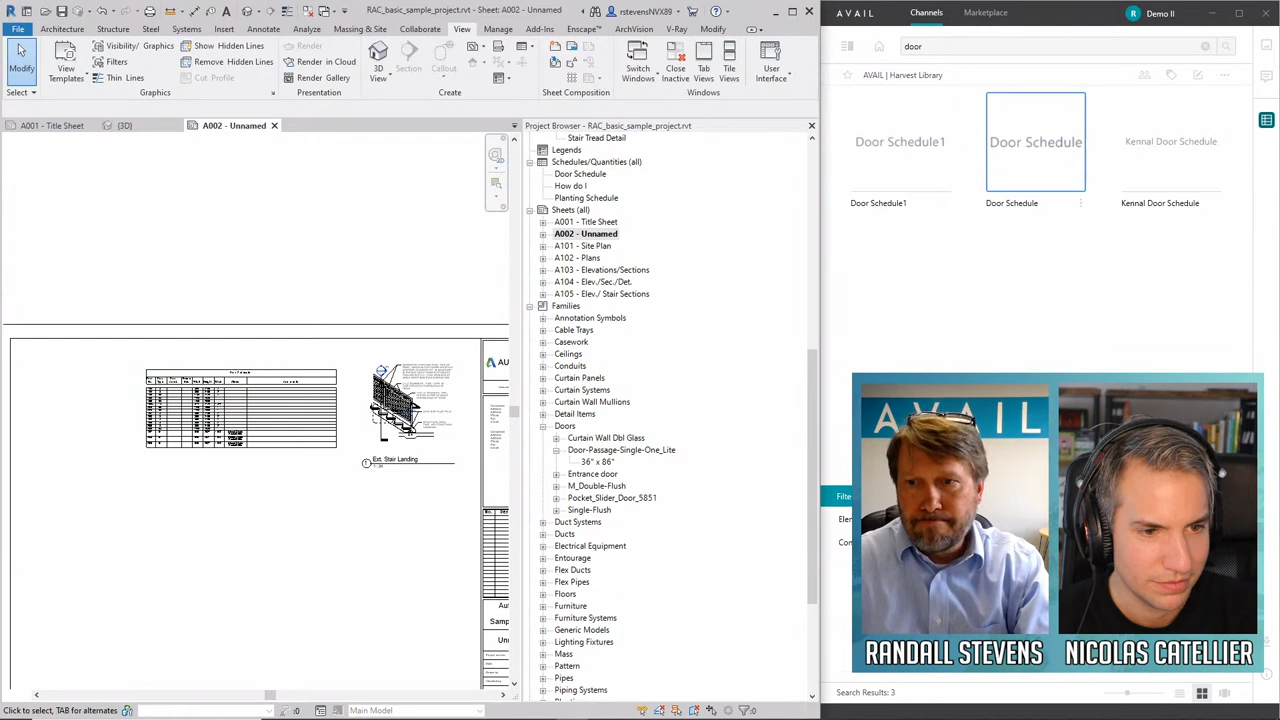 RAC_basic_sample_project.rvt - Sheet: A002 - Unnamed
rstevensNVX89
File
Architecture
Annotate
Analyze
Massing & Site
Collaborate
View
Manage
Add-Ins
Enscape™
ArchVision
V-Ray
Modify
Modify
Select
View
Templates
Visibility/ Graphics
Filters
Thin Lines
Show Hidden Lines
Remove Hidden Lines
Cut Profile
Graphics
Render
Render in Cloud
Render Gallery
Presentation
3D
View
Section
Callout
Create
Sheet Composition
Switch
Windows
Close
Inactive
Tab
Views
Tile
Views
Windows
User
Interface
A001 - Title Sheet
{3D}
A002 - Unnamed
Ext. Stair Landing
Project Browser - RAC_basic_sample_project.rvt
Stair Tread Detail
Legends
Schedules/Quantities (all)
Door Schedule
How do I
Planting Schedule
Sheets (all)
A001 - Title Sheet
A002 - Unnamed
A101 - Site Plan
A102 - Plans
A103 - Elevations/Sections
A104 - Elev./Sec./Det.
A105 - Elev./ Stair Sections
Families
Annotation Symbols
Cable Trays
Casework
Ceilings
Conduits
Curtain Panels
Curtain Systems
Curtain Wall Mullions
Detail Items
Doors
Curtain Wall Dbl Glass
Door-Passage-Single-One_Lite
36" x 86"
Entrance door
M_Double-Flush
Pocket_Slider_Door_5851
Single-Flush
Duct Systems
Ducts
Electrical Equipment
Entourage
Flex Ducts
Flex Pipes
Floors
Furniture
Furniture Systems
Generic Models
Lighting Fixtures
Mass
Pattern
Pipes
Piping Systems
Click to select, TAB for alternates
:0
Main Model
:0
AVAIL
Channels
Marketplace
R
Demo II
door
AVAIL | Harvest Library
Door Schedule1
Door Schedule
Kennal Door Schedule
Door Schedule1
Door Schedule
Kennal Door Schedule
Filte
Elen
Cor
AVAIL
RANDALL STEVENS
NICOLAS CATELLIER
Search Results: 3